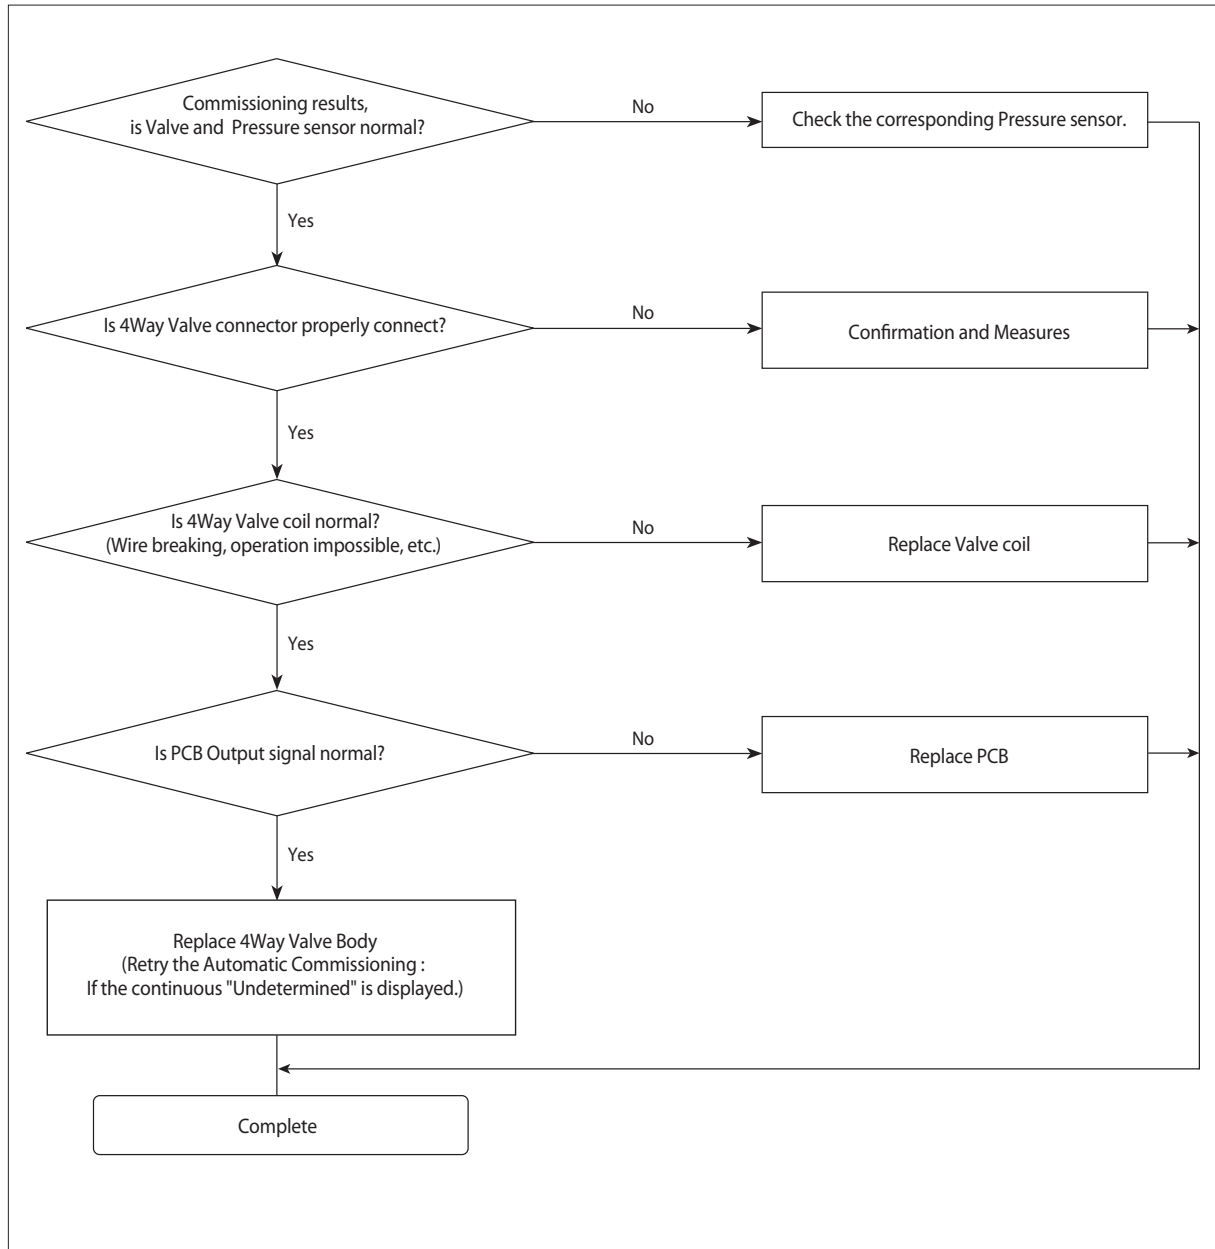 Commissioning results,
is Valve and Pressure sensor normal?
No
Check the corresponding Pressure sensor.
Yes
Is 4Way Valve connector properly connect?
No
Confirmation and Measures
Yes
Is 4Way Valve coil normal?
(Wire breaking, operation impossible, etc.)
No
Replace Valve coil
Yes
Is PCB Output signal normal?
No
Replace PCB
Yes
Replace 4Way Valve Body
(Retry the Automatic Commissioning :
If the continuous "Undetermined" is displayed.)
Complete